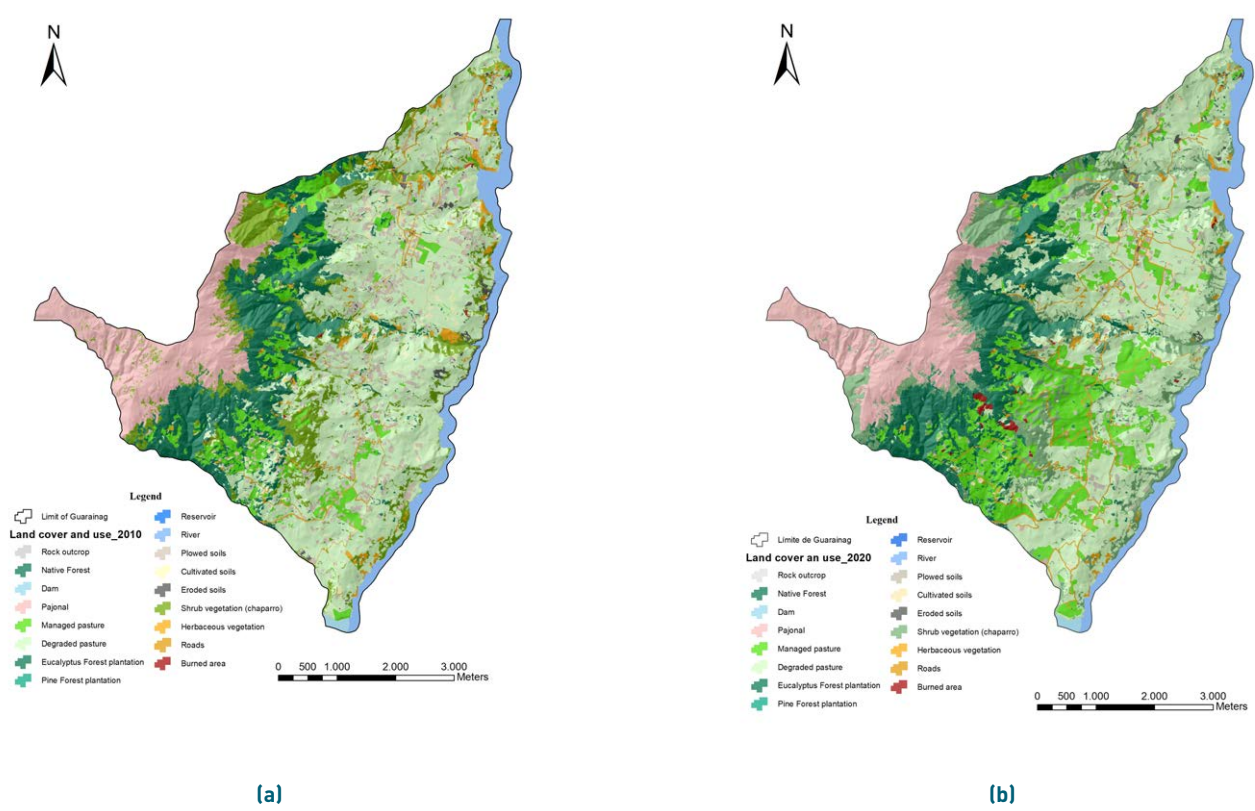 N
Legend
Limit of Guarainag
Land cover and use_2010
Rock outcrop
Native Forest
Dam
Pajonal
Managed pasture
Degraded pasture
Eucalyptus Forest plantation
Pine Forest plantation
Reservoir
River
Plowed soils
Cultivated soils
Eroded soils
Shrub vegetation (chaparro)
Herbaceous vegetation
Roads
Burned area
0 500 1.000 2.000 3.000
Meters
(a)
N
Legend
Límite de Guarainag
Land cover an use_2020
Rock outcrop
Native Forest
Dam
Pajonal
Managed pasture
Degraded pasture
Eucalyptus Forest plantation
Pine Forest plantation
Reservoir
River
Plowed soils
Cultivated soils
Eroded soils
Shrub vegetation (chaparro)
Herbaceous vegetation
Roads
Burned area
0 500 1.000 2.000 3.000
Meters
(b)